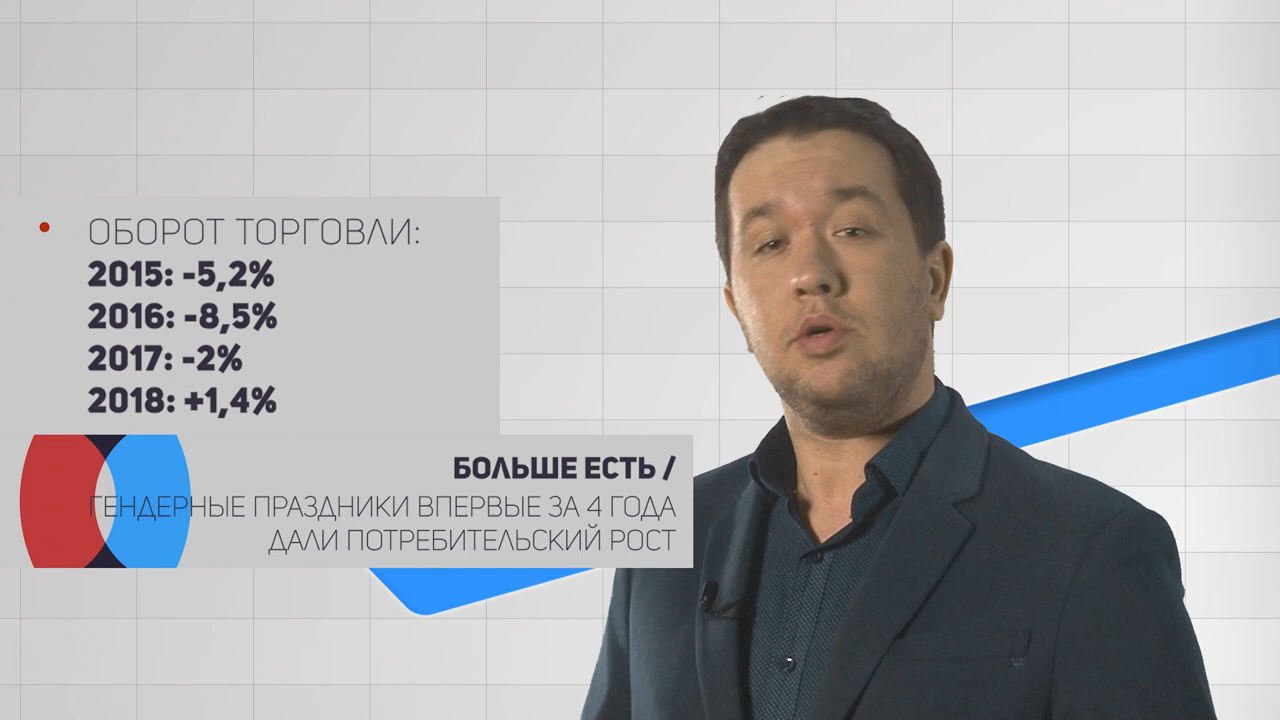 ОБОРОТ ТОРГОВЛИ:
2015: -5,2%
2016: -8,5%
2017: -2%
2018: +1,4%
БОЛЬШЕ ЕСТЬ /
ГЕНДЕРНЫЕ ПРАЗДНИКИ ВПЕРВЫЕ ЗА 4 ГОДА
ДАЛИ ПОТРЕБИТЕЛЬСКИЙ РОСТ